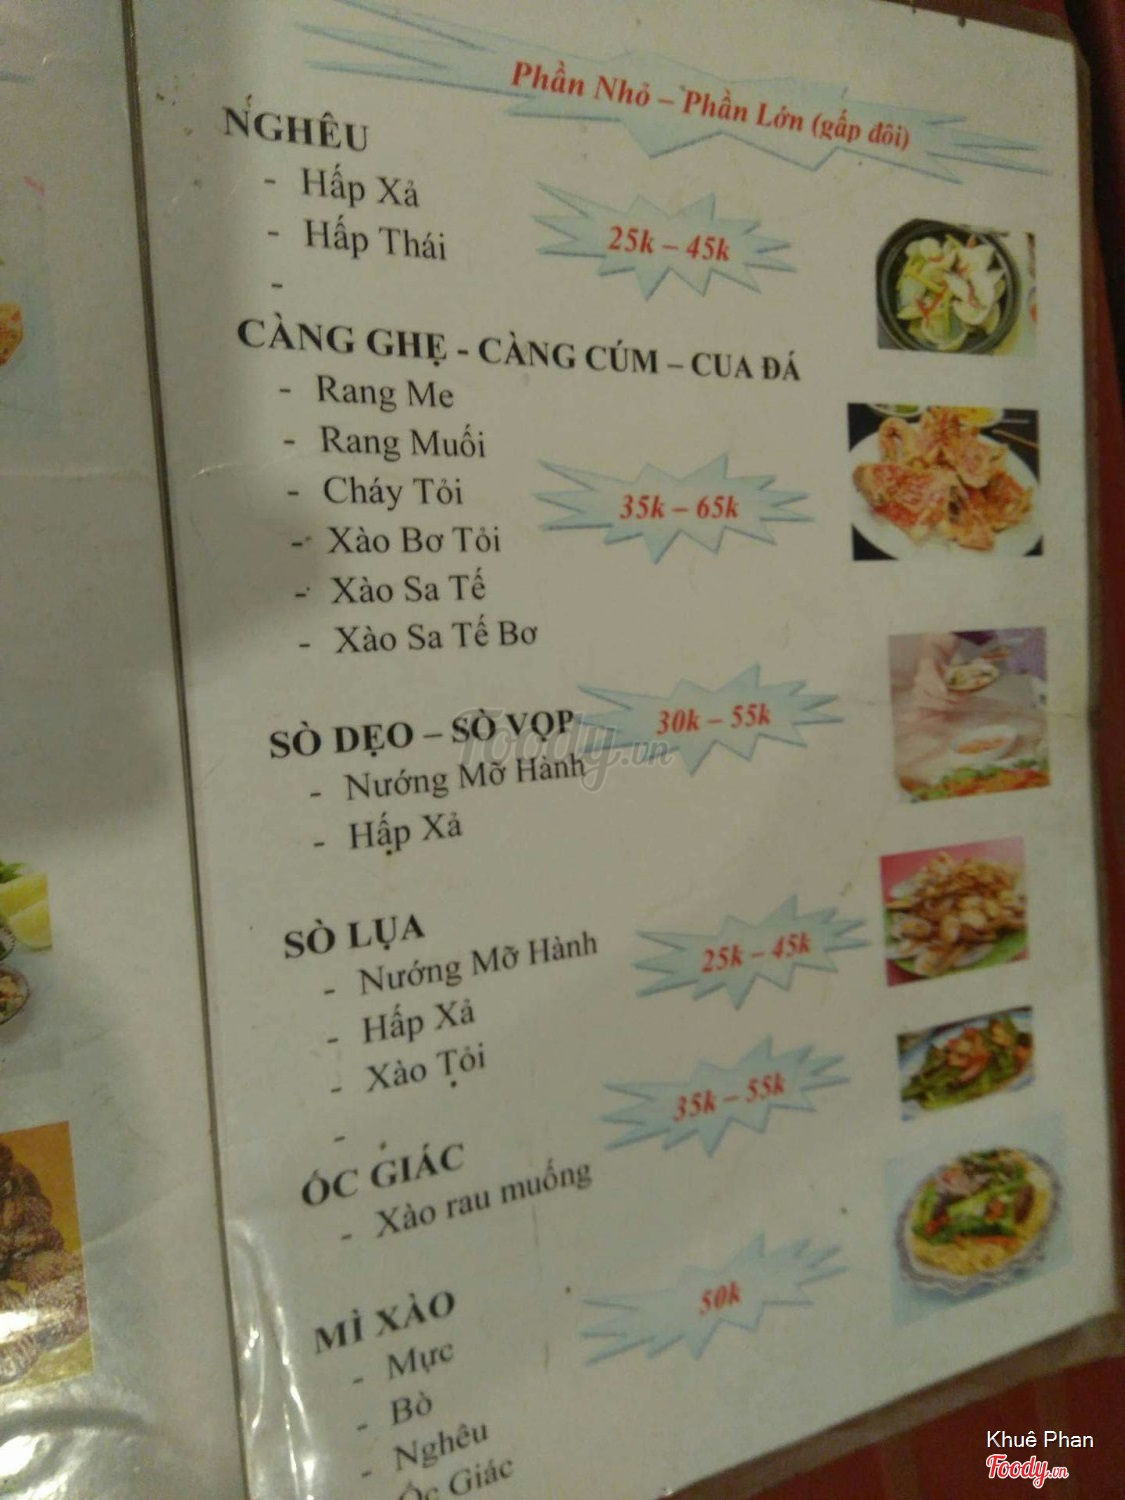 Phần Nhỏ – Phần Lớn (gấp đôi)
NGHÊU
- Hấp Xả
- Hấp Thái
25k – 45k
-
CÀNG GHẸ - CÀNG CÚM – CUA ĐÁ
- Rang Me
- Rang Muối
- Cháy Tỏi
35k – 65k
- Xào Bơ Tỏi
- Xào Sa Tế
- Xào Sa Tế Bơ
SÒ DẸO – SÒ VỌP
30k – 55k
- Nướng Mỡ Hành
- Hấp Xả
SÒ LỤA
- Nướng Mỡ Hành
25k – 45k
- Hấp Xả
- Xào Tỏi
-
35k – 55k
ỐC GIÁC
- Xào rau muống
MÌ XÀO
50k
- Mực
- Bò
- Nghêu
Ốc Giác
Foody.vn
Khuê Phan
Foody.vn